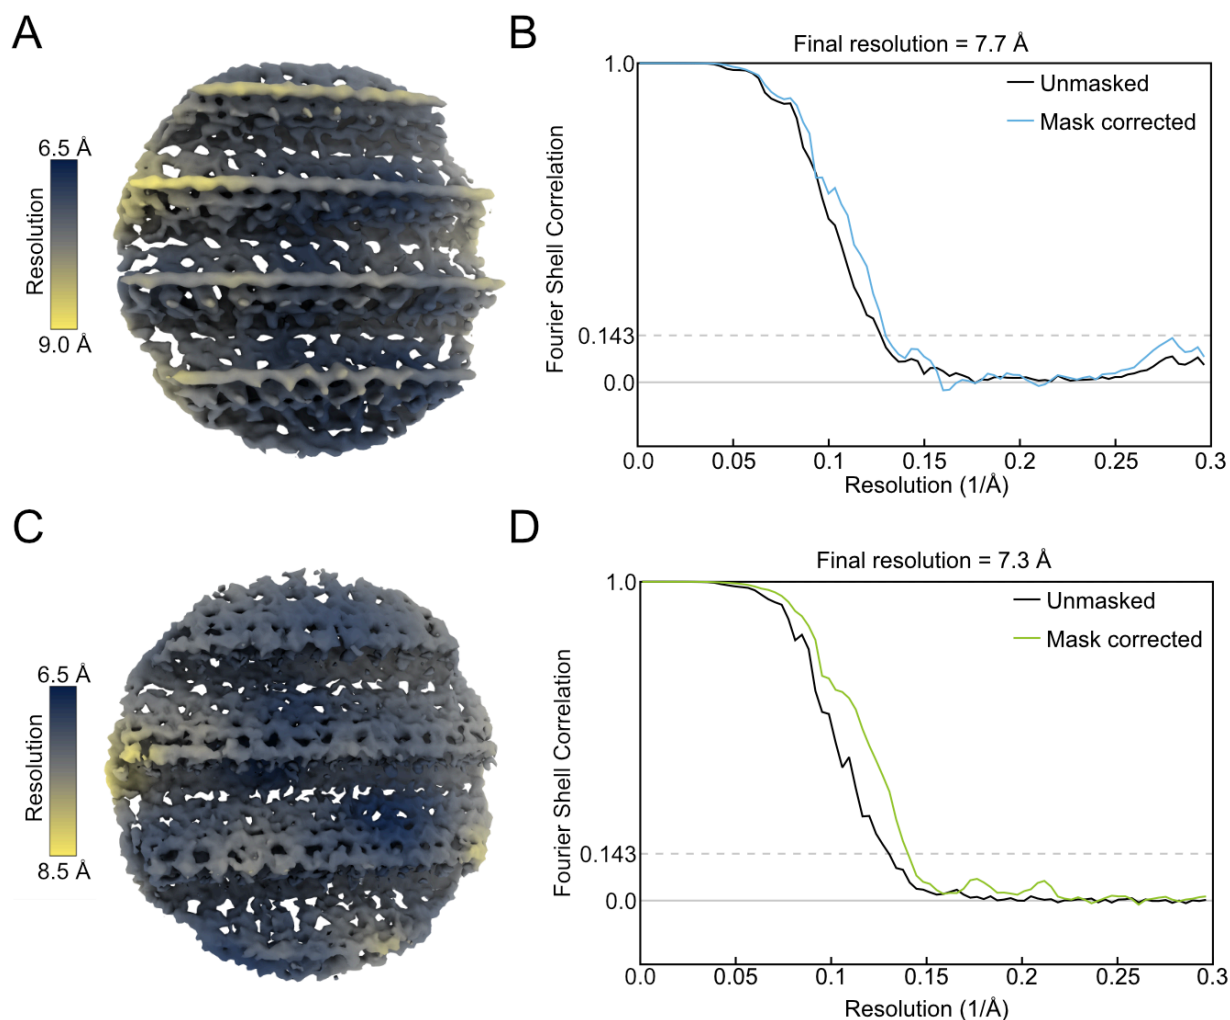 A
6.5 Å
Resolution
9.0 Å
B
Final resolution = 7.7 Å
Unmasked
Mask corrected
Fourier Shell Correlation
1.0
0.143
0.0
0.0
0.05
0.1
0.15
0.2
0.25
0.3
Resolution (1/Å)
C
6.5 Å
Resolution
8.5 Å
D
Final resolution = 7.3 Å
Unmasked
Mask corrected
Fourier Shell Correlation
1.0
0.143
0.0
0.0
0.05
0.1
0.15
0.2
0.25
0.3
Resolution (1/Å)